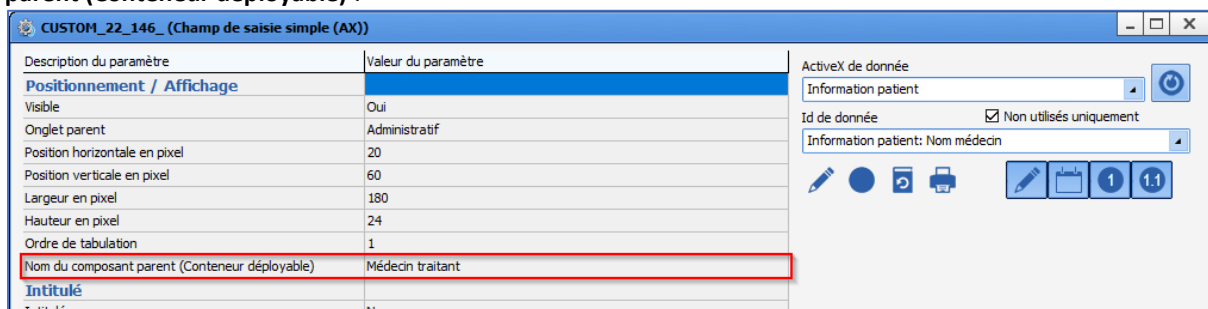 parent (Conteneur déployable) :
CUSTOM_22_146_ (Champ de saisie simple (AX))
Description du paramètre Valeur du paramètre
Positionnement / Affichage
Visible Oui
Onglet parent Administratif
Position horizontale en pixel 20
Position verticale en pixel 60
Largeur en pixel 180
Hauteur en pixel 24
Ordre de tabulation 1
Nom du composant parent (Conteneur déployable) Médecin traitant
Intitulé
ActiveX de donnée
Information patient
Id de donnée Non utilisés uniquement
Information patient: Nom médecin
1 1.1